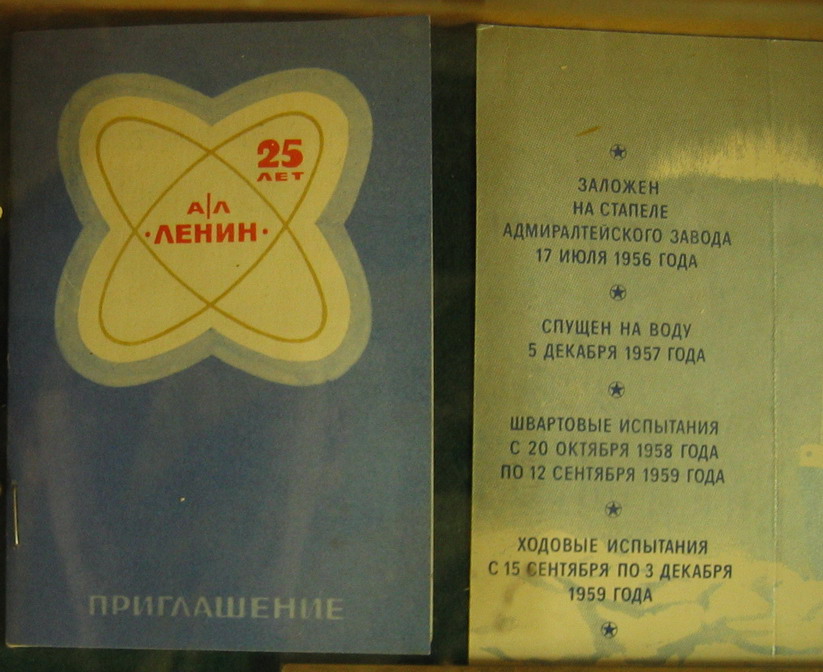 25
ЛЕТ
А/Л
·ЛЕНИН·
ПРИГЛАШЕНИЕ
ЗАЛОЖЕН
НА СТАПЕЛЕ
АДМИРАЛТЕЙСКОГО ЗАВОДА
17 ИЮЛЯ 1956 ГОДА
СПУЩЕН НА ВОДУ
5 ДЕКАБРЯ 1957 ГОДА
ШВАРТОВЫЕ ИСПЫТАНИЯ
С 20 ОКТЯБРЯ 1958 ГОДА
ПО 12 СЕНТЯБРЯ 1959 ГОДА
ХОДОВЫЕ ИСПЫТАНИЯ
С 15 СЕНТЯБРЯ ПО 3 ДЕКАБРЯ
1959 ГОДА